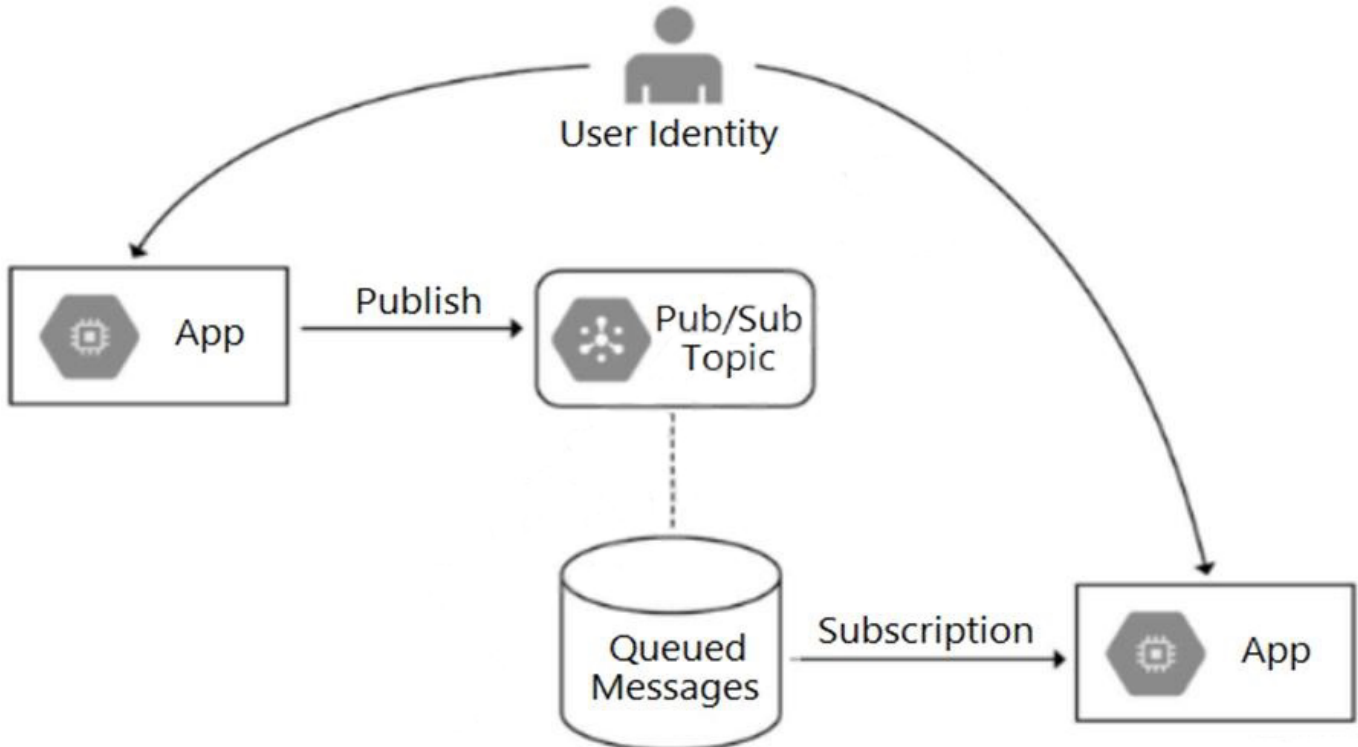 User Identity
App
Publish
Pub/Sub
Topic
Queued
Messages
Subscription
App